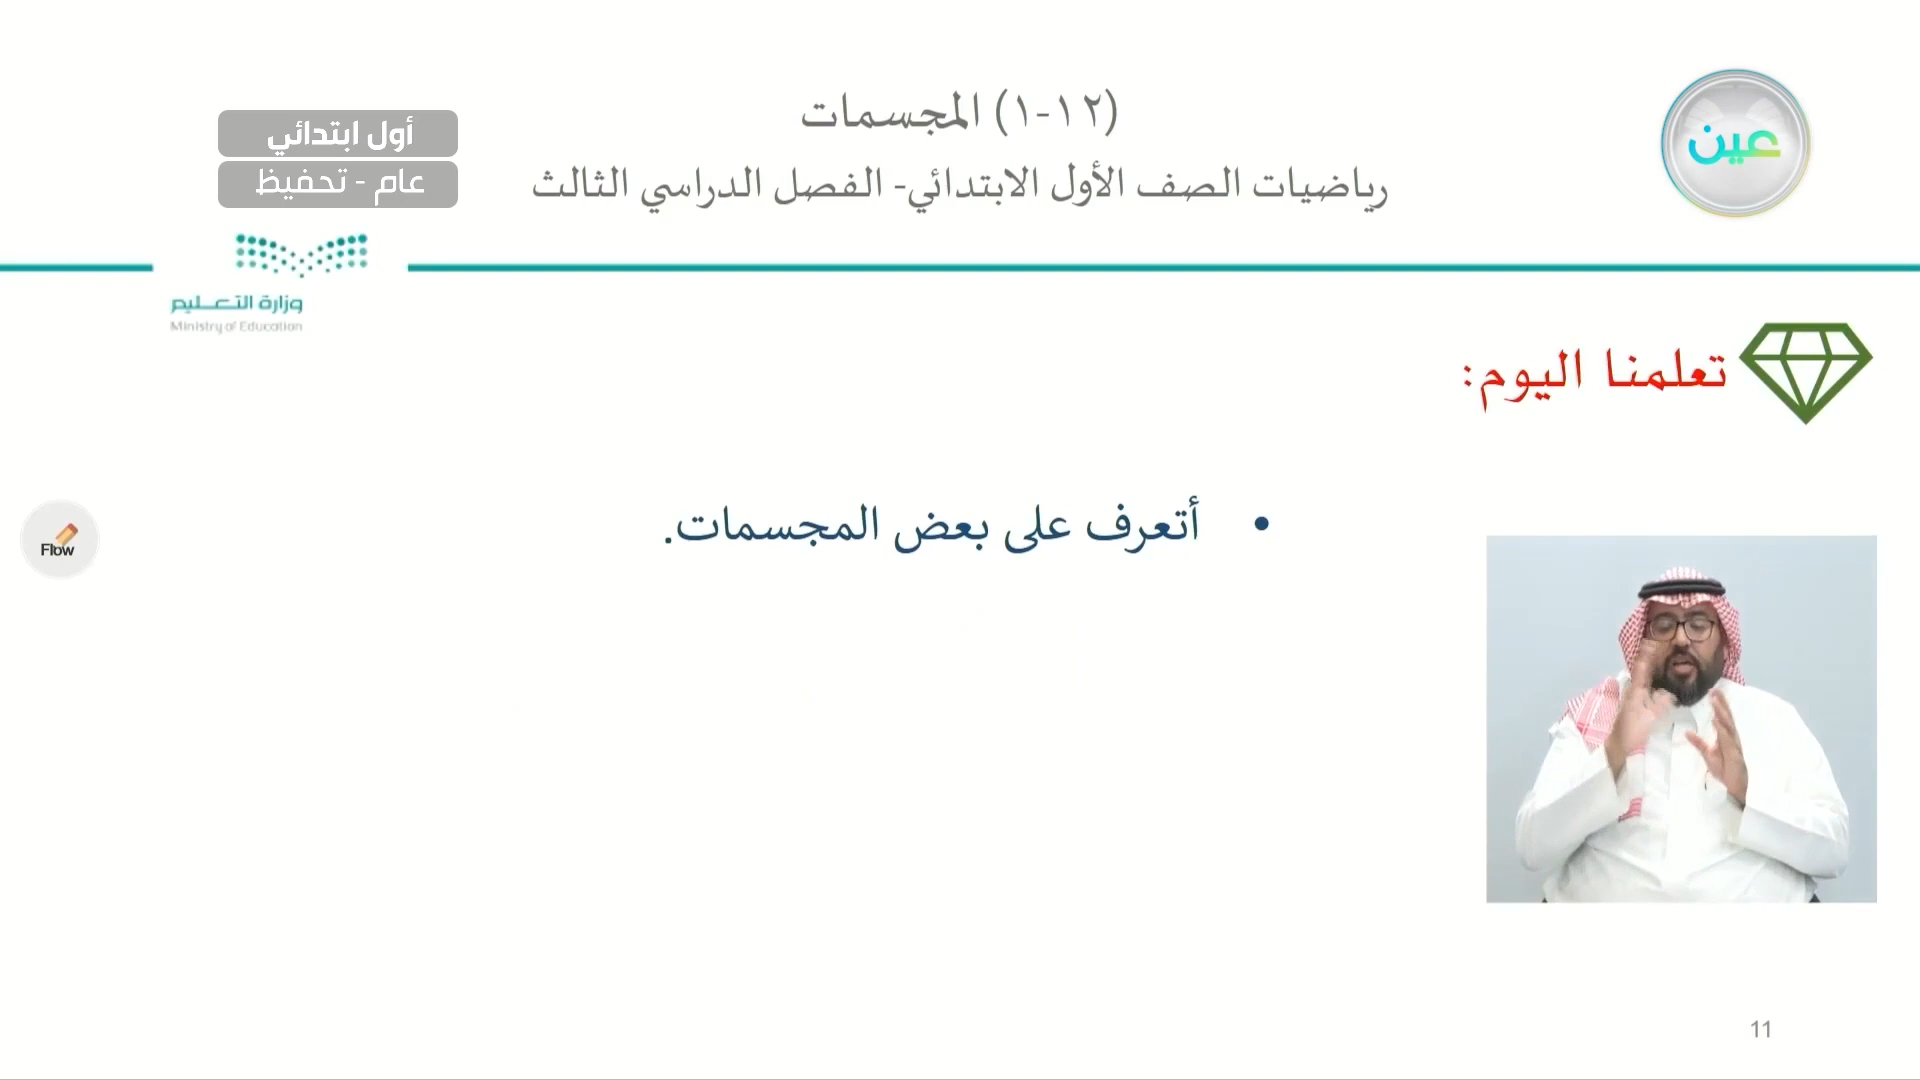 عين
(١٢-١) المجسمات
رياضيات الصف الأول الابتدائي- الفصل الدراسي الثالث
أول ابتدائي
عام - تحفيظ
وزارة التعليم
Ministry of Education
تعلمنا اليوم:
• أتعرف على بعض المجسمات.
Flow
11